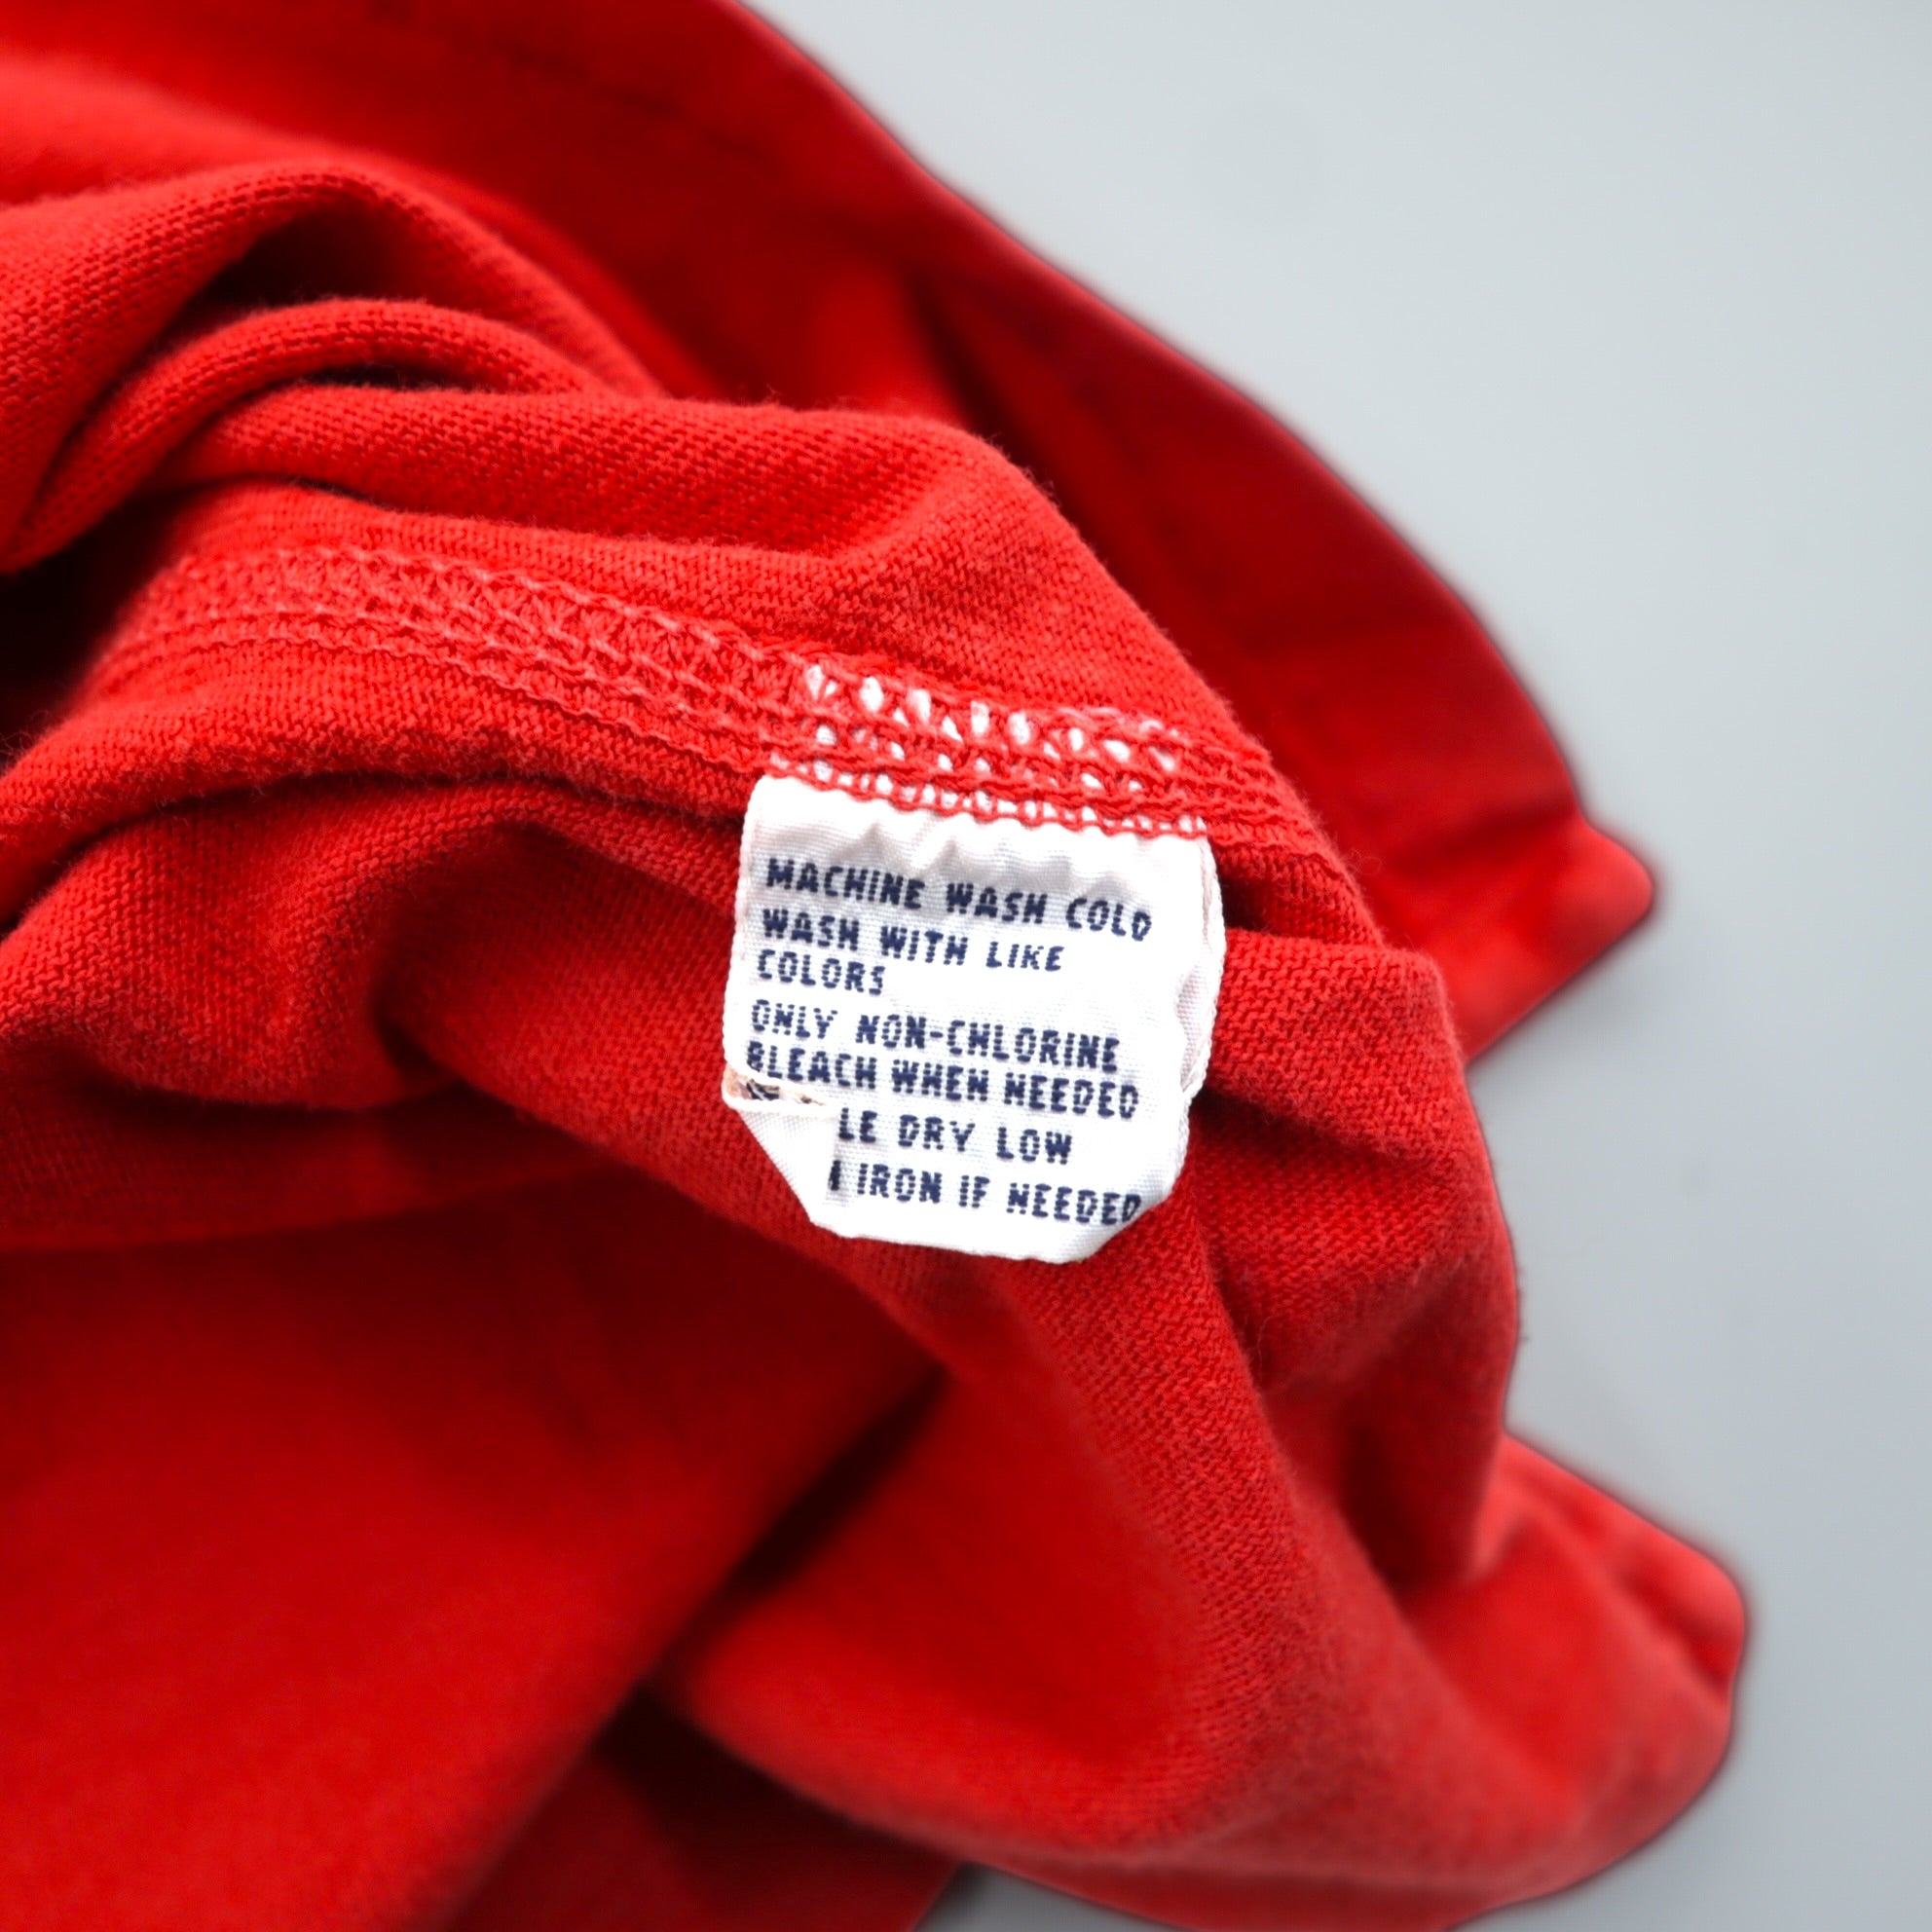 MACHINE WASH COLD
WASH WITH LIKE
COLORS
ONLY NON-CHLORINE
BLEACH WHEN NEEDED
LE DRY LOW
IRON IF NEEDED